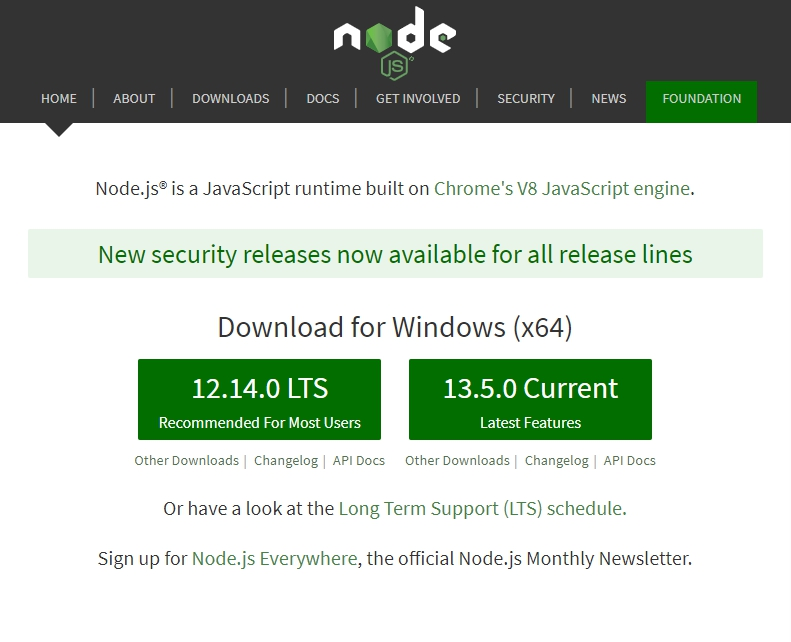 node
JS
HOME | ABOUT | DOWNLOADS | DOCS | GET INVOLVED | SECURITY | NEWS FOUNDATION
Node.js® is a JavaScript runtime built on Chrome's V8 JavaScript engine.
New security releases now available for all release lines
Download for Windows (x64)
12.14.0 LTS
Recommended For Most Users
13.5.0 Current
Latest Features
Other Downloads | Changelog | API Docs
Other Downloads | Changelog | API Docs
Or have a look at the Long Term Support (LTS) schedule.
Sign up for Node.js Everywhere, the official Node.js Monthly Newsletter.